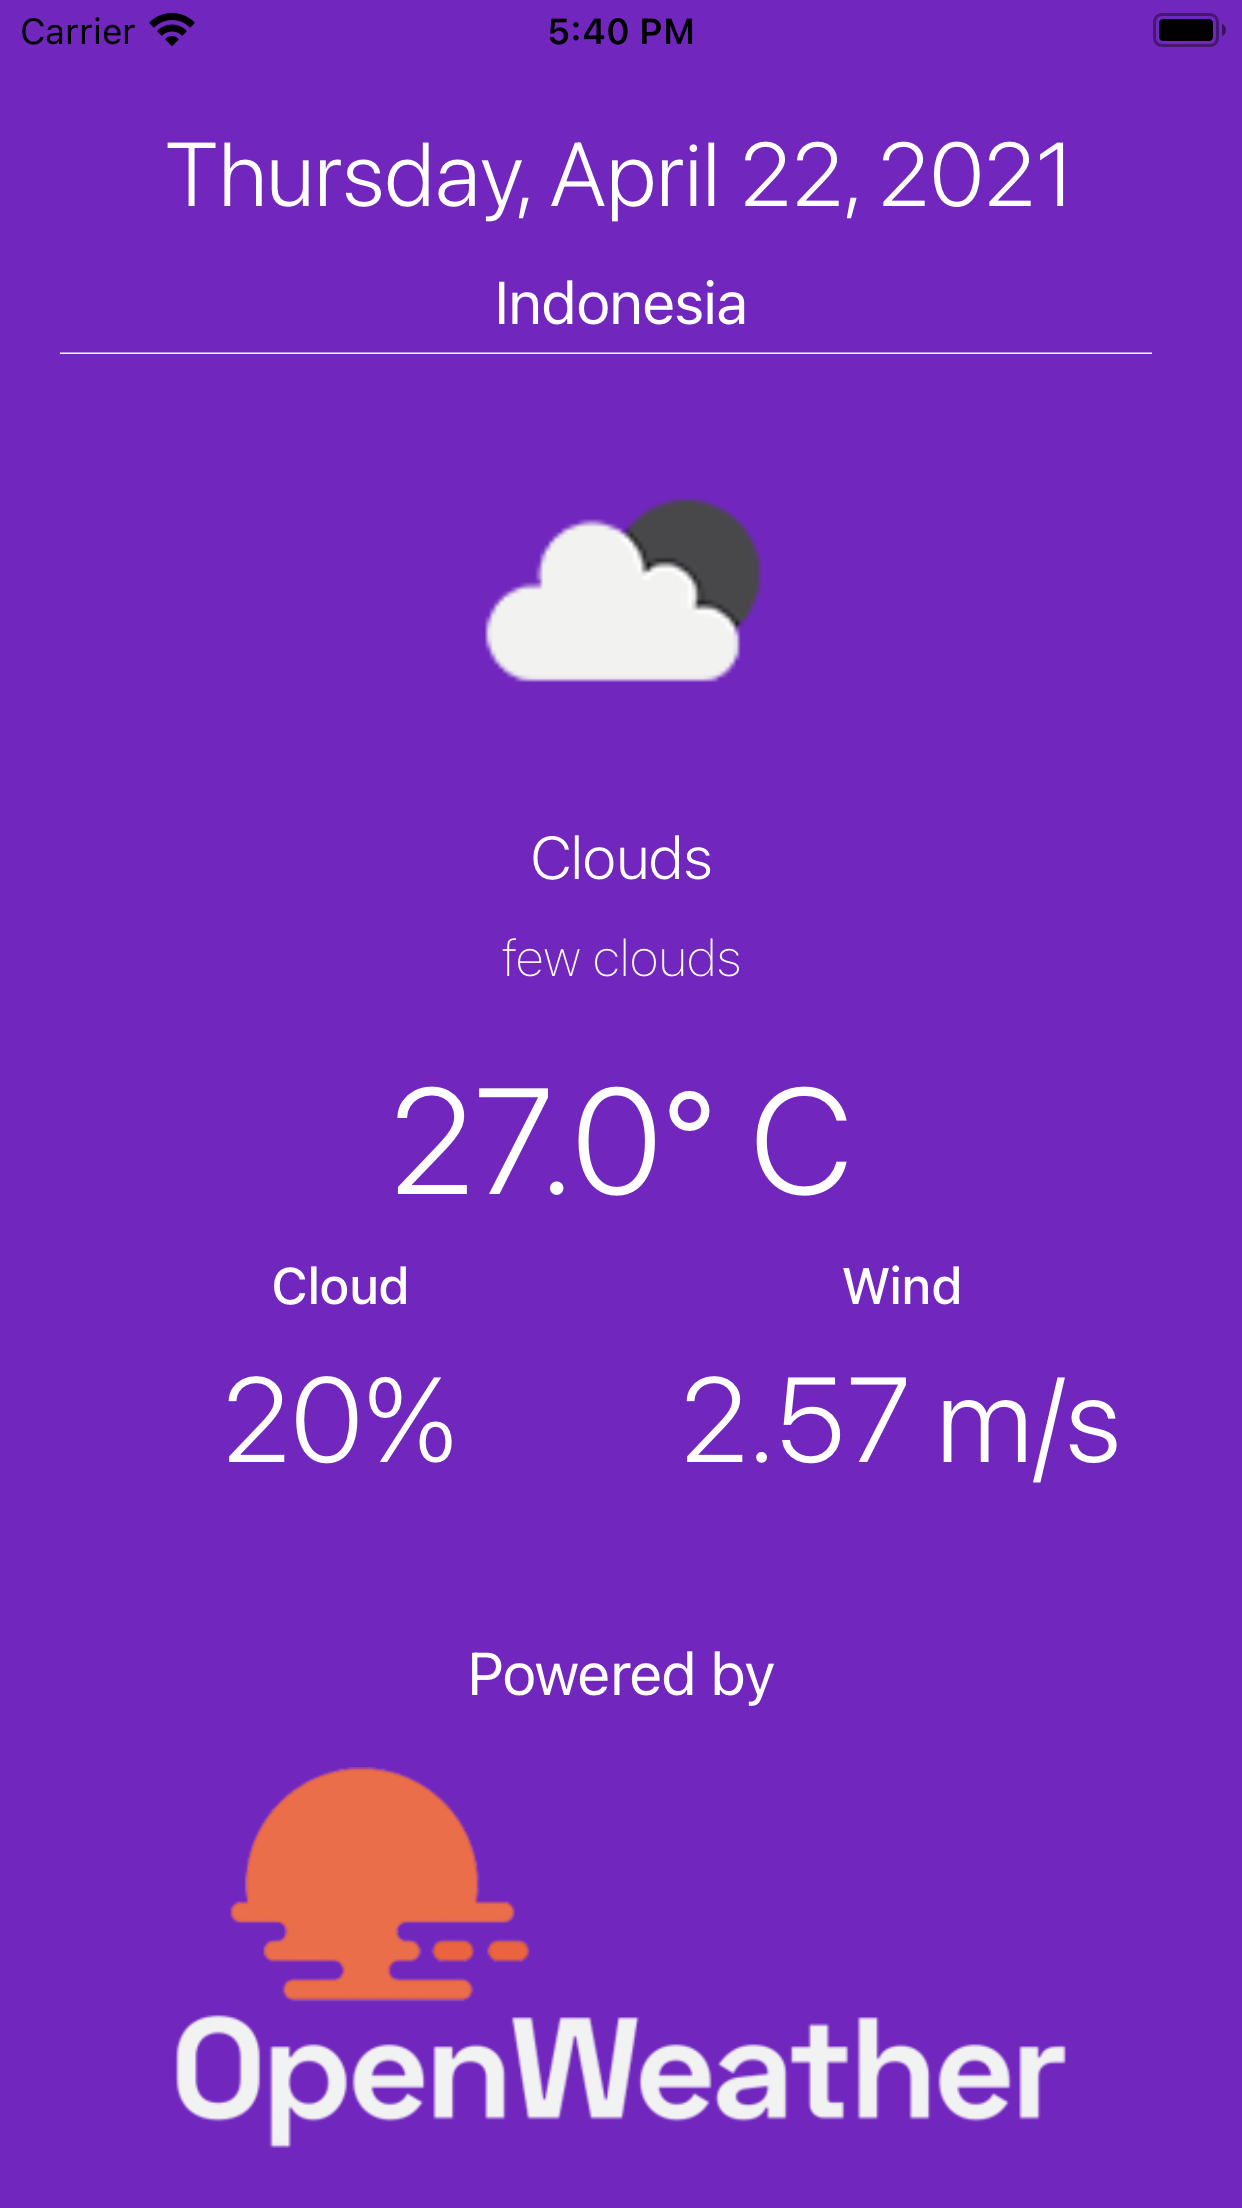 Carrier 5:40 PM
Thursday, April 22, 2021
Indonesia
Clouds
few clouds
27.0° C
Cloud Wind
20% 2.57 m/s
Powered by
OpenWeather